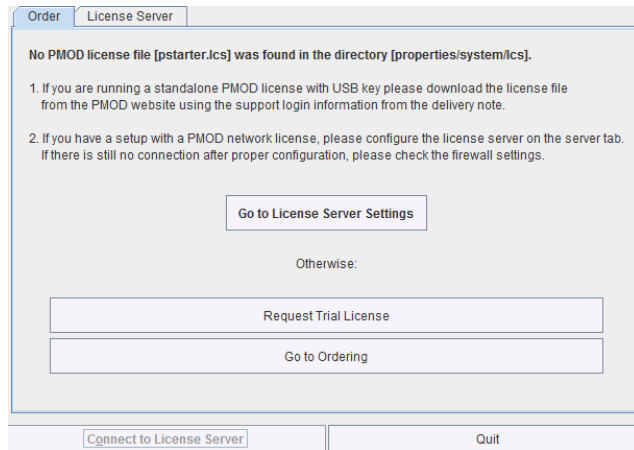 Order
License Server
No PMOD license file [pstarter.lcs] was found in the directory [properties/system/lcs].
1. If you are running a standalone PMOD license with USB key please download the license file
from the PMOD website using the support login information from the delivery note.
2. If you have a setup with a PMOD network license, please configure the license server on the server tab.
If there is still no connection after proper configuration, please check the firewall settings.
Go to License Server Settings
Otherwise:
Request Trial License
Go to Ordering
Connect to License Server
Quit